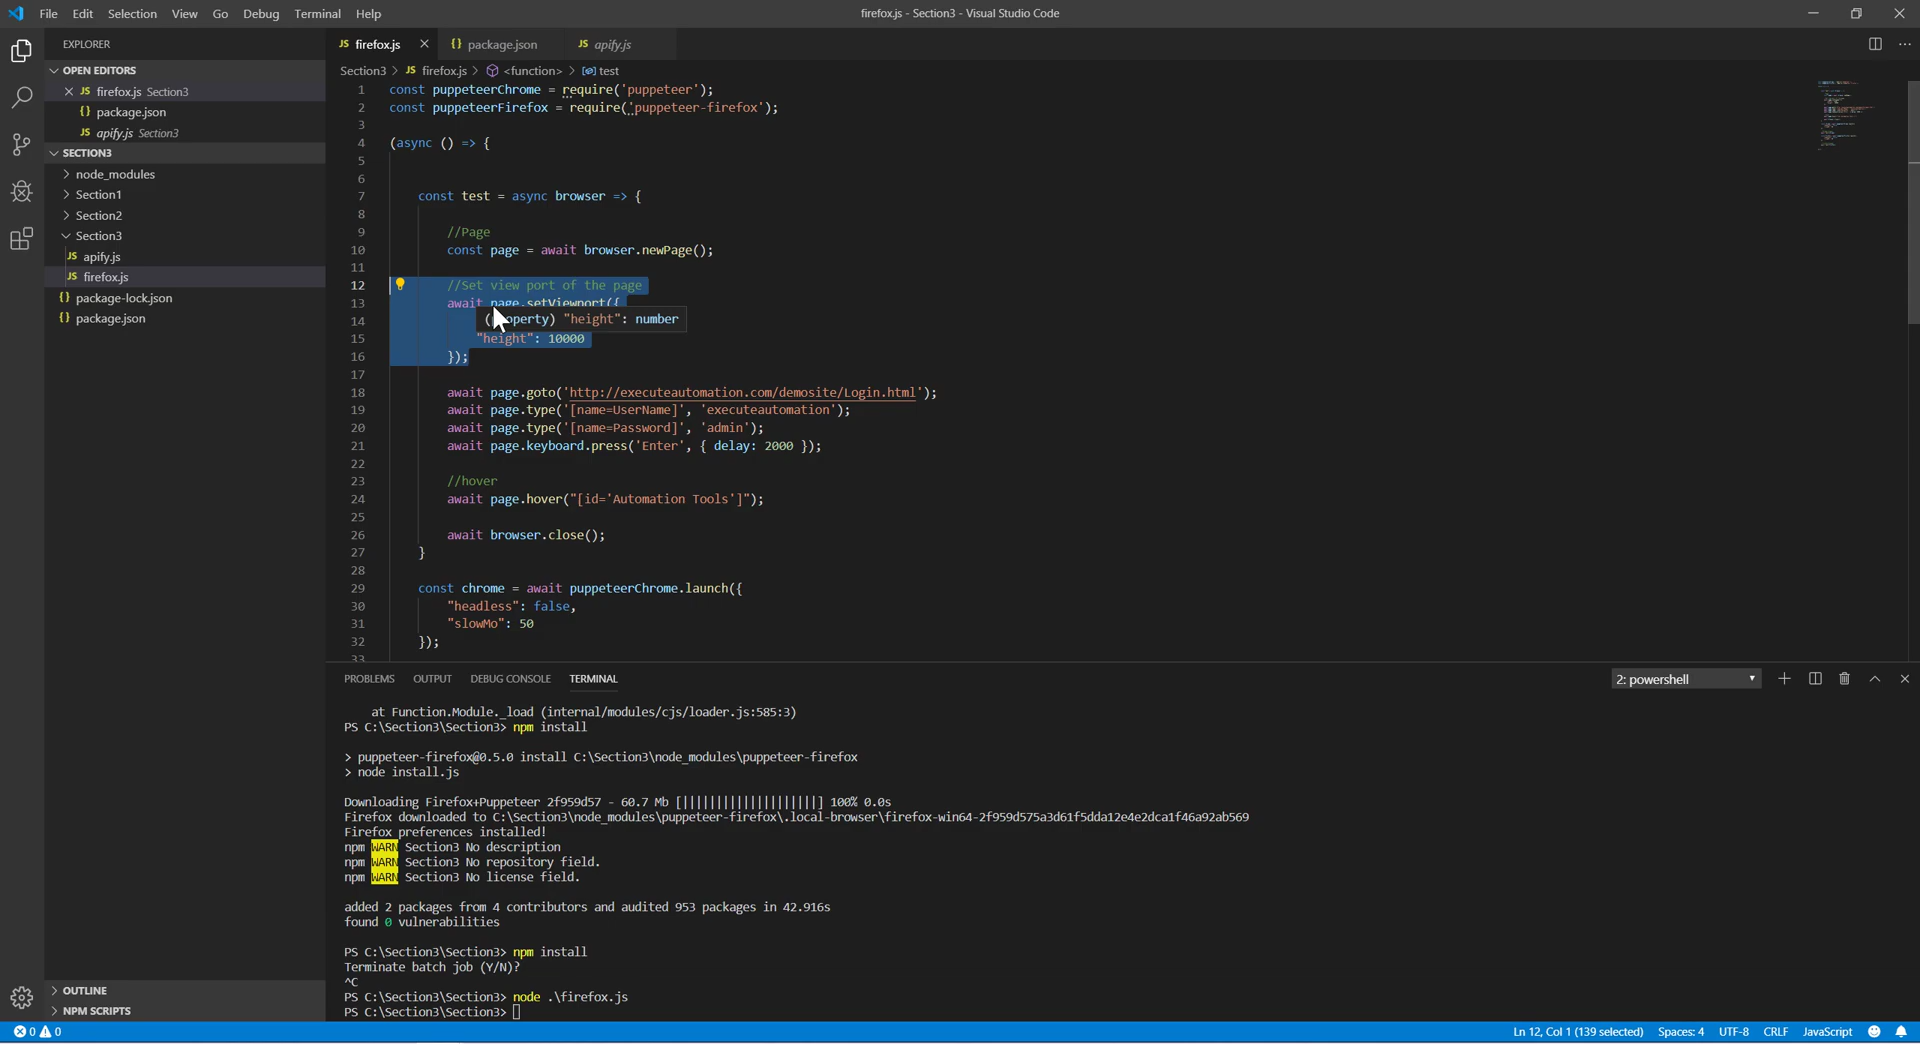 File Edit Selection View Go Debug Terminal Help
firefox.js - Section3 - Visual Studio Code
EXPLORER
OPEN EDITORS
JS firefox.js Section3
{} package.json
JS apify.js Section3
SECTION3
node_modules
Section1
Section2
Section3
JS apify.js
JS firefox.js
{} package-lock.json
{} package.json
OUTLINE
NPM SCRIPTS
JS firefox.js
{} package.json
JS apify.js
Section3 > JS firefox.js > <function> > test
1 const puppeteerChrome = require('puppeteer');
2 const puppeteerFirefox = require('puppeteer-firefox');
3
4 (async () => {
5
6
7 const test = async browser => {
8
9 //Page
10 const page = await browser.newPage();
11
12 //Set view port of the page
13 await page.setViewport({
14
(property) "height": number
15 "height": 10000
16 });
17
18 await page.goto('http://executeautomation.com/demosite/Login.html');
19 await page.type('[name=UserName]', 'executeautomation');
20 await page.type('[name=Password]', 'admin');
21 await page.keyboard.press('Enter', { delay: 2000 });
22
23 //hover
24 await page.hover("[id='Automation Tools']");
25
26 await browser.close();
27 }
28
29 const chrome = await puppeteerChrome.launch({
30 "headless": false,
31 "slowMo": 50
32 });
33
PROBLEMS OUTPUT DEBUG CONSOLE TERMINAL
2: powershell
at Function.Module._load (internal/modules/cjs/loader.js:585:3)
PS C:\Section3\Section3> npm install
> puppeteer-firefox@0.5.0 install C:\Section3\node_modules\puppeteer-firefox
> node install.js
Downloading Firefox+Puppeteer 2f959d57 - 60.7 Mb [||||||||||||||||||||] 100% 0.0s
Firefox downloaded to C:\Section3\node_modules\puppeteer-firefox\.local-browser\firefox-win64-2f959d575a3d61f5dda12e4e2dca1f46a92ab569
Firefox preferences installed!
npm WARN Section3 No description
npm WARN Section3 No repository field.
npm WARN Section3 No license field.
added 2 packages from 4 contributors and audited 953 packages in 42.916s
found 0 vulnerabilities
PS C:\Section3\Section3> npm install
Terminate batch job (Y/N)?
^C
PS C:\Section3\Section3> node .\firefox.js
PS C:\Section3\Section3>
0 0
Ln 12, Col 1 (139 selected) Spaces: 4 UTF-8 CRLF JavaScript